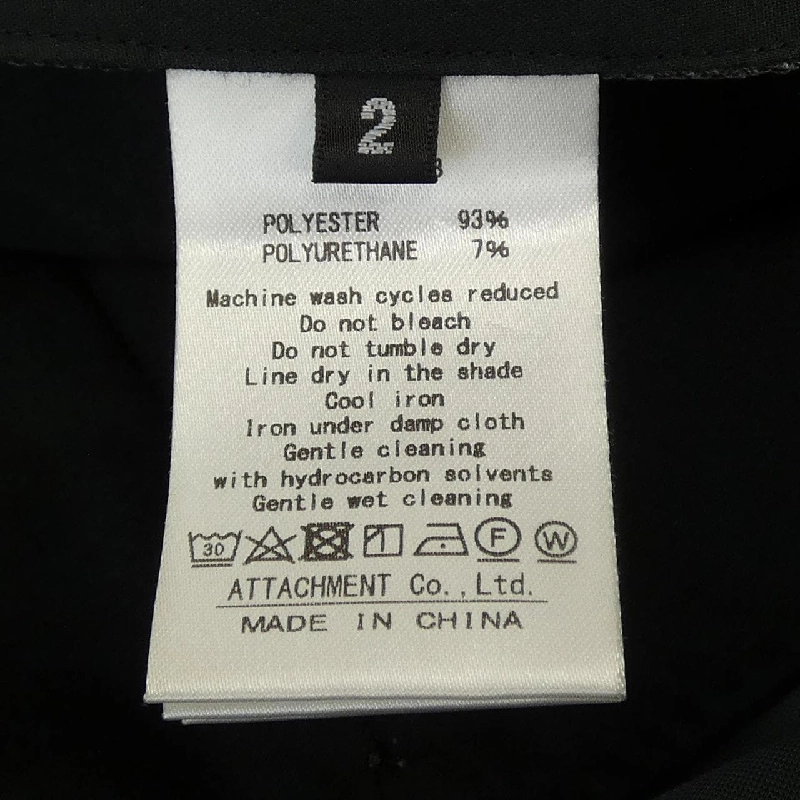 2
POLYESTER 93%
POLYURETHANE 7%
Machine wash cycles reduced
Do not bleach
Do not tumble dry
Line dry in the shade
Cool iron
Iron under damp cloth
Gentle cleaning
with hydrocarbon solvents
Gentle wet cleaning
30 F W
ATTACHMENT Co.,Ltd.
MADE IN CHINA